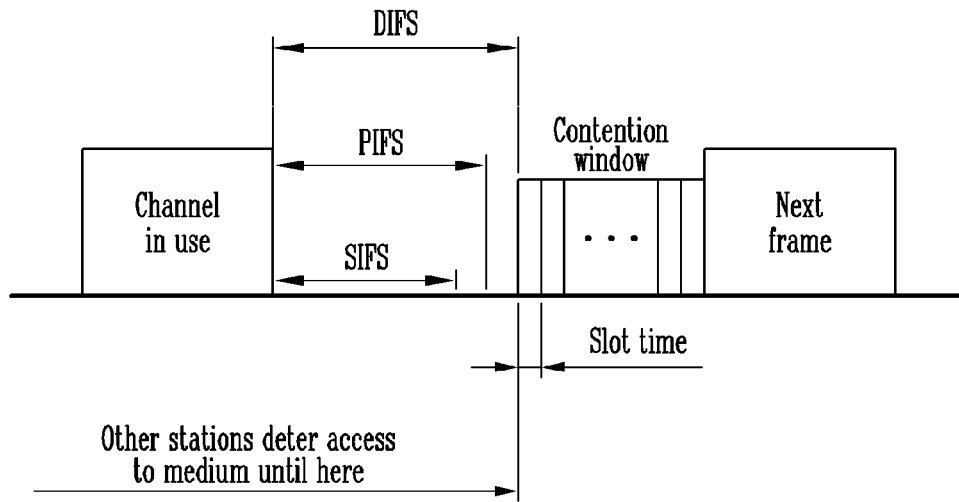 DIFS
PIFS
Contention
window
Channel
in use
SIFS
. . .
Next
frame
Slot time
Other stations deter access
to medium until here